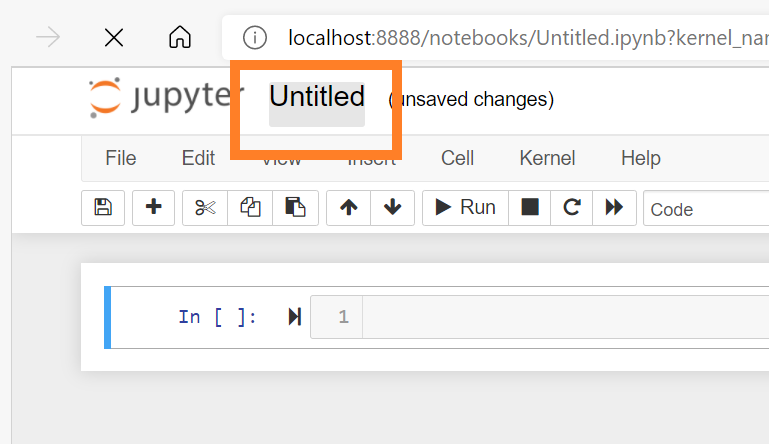 localhost:8888/notebooks/Untitled.ipynb?kernel_nar
jupyter Untitled (unsaved changes)
File Edit View Insert Cell Kernel Help
Run Code
In [ ]: 1